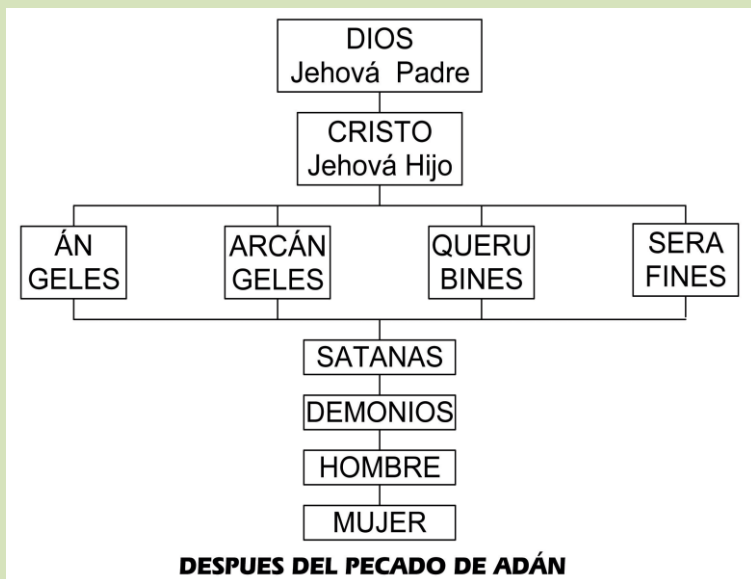 DIOS
Jehová Padre
CRISTO
Jehová Hijo
ÁN
GELES
ARCÁN
GELES
QUERU
BINES
SERA
FINES
SATANAS
DEMONIOS
HOMBRE
MUJER
DESPUES DEL PECADO DE ADÁN